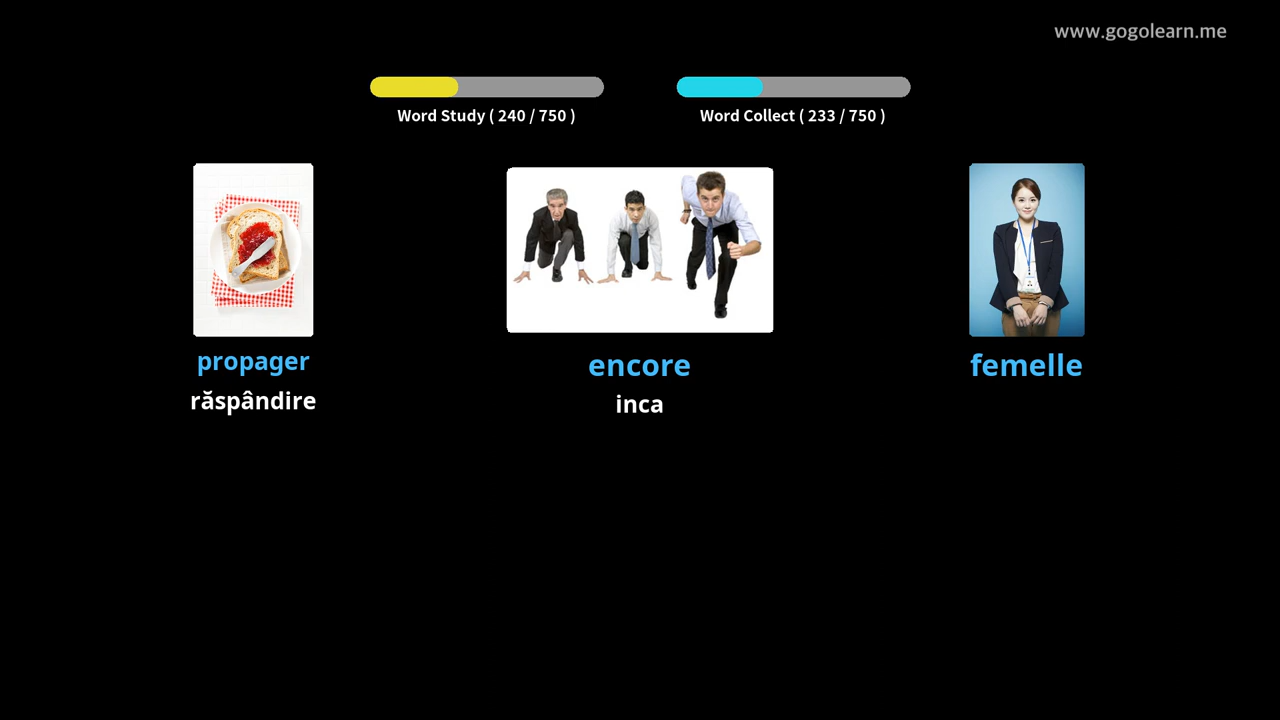 www.gogolearn.me
Word Study ( 240 / 750 )
Word Collect ( 233 / 750 )
propager
răspândire
encore
inca
femelle